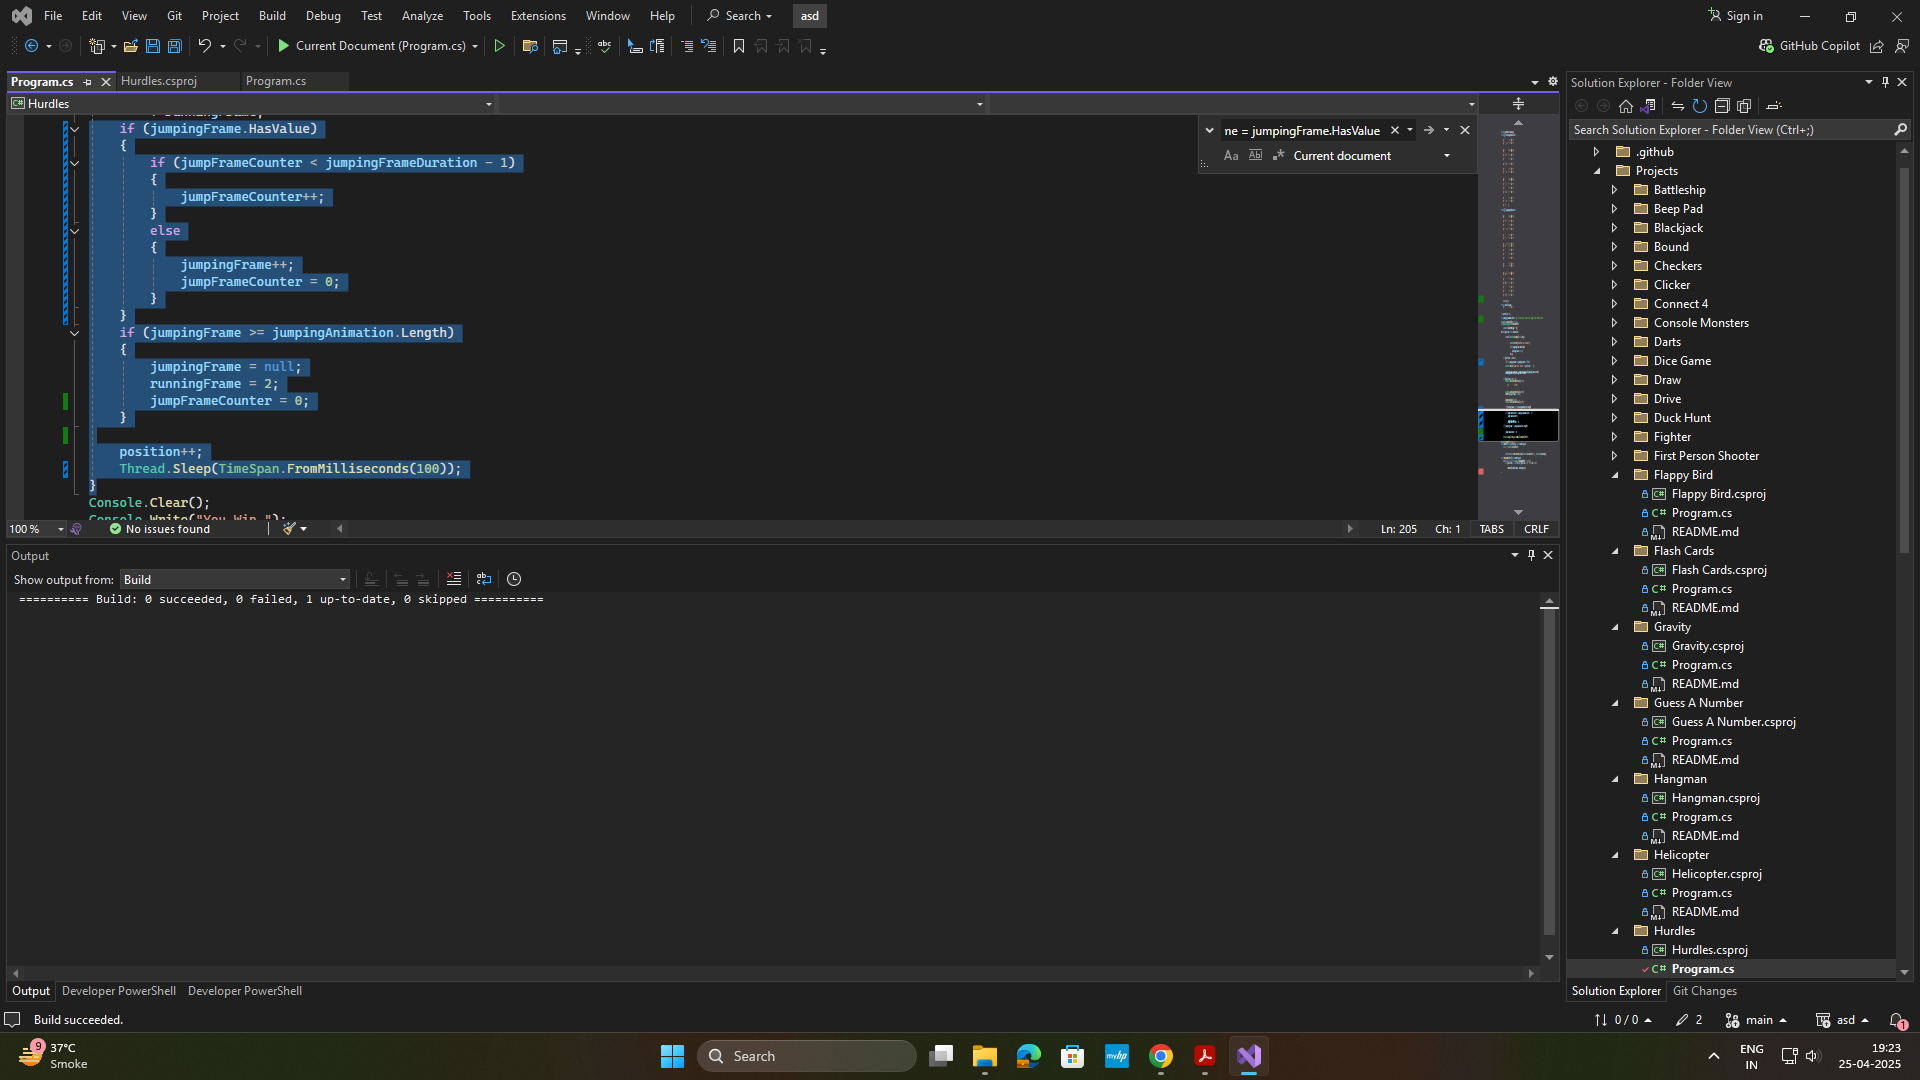 File Edit View Git Project Build Debug Test Analyze Tools Extensions Window Help Search asd Sign in
Current Document (Program.cs) GitHub Copilot
Program.cs Hurdles.csproj Program.cs
Hurdles
if (jumpingFrame.HasValue)
{
if (jumpFrameCounter < jumpingFrameDuration - 1)
{
jumpFrameCounter++;
}
else
{
jumpingFrame++;
jumpFrameCounter = 0;
}
}
if (jumpingFrame >= jumpingAnimation.Length)
{
jumpingFrame = null;
runningFrame = 2;
jumpFrameCounter = 0;
}
position++;
Thread.Sleep(TimeSpan.FromMilliseconds(100));
}
Console.Clear();
Console.Write("You Win.");
ne = jumpingFrame.HasValue
Aa Ab Current document
100 % No issues found Ln: 205 Ch: 1 TABS CRLF
Output
Show output from: Build
========== Build: 0 succeeded, 0 failed, 1 up-to-date, 0 skipped ==========
Output Developer PowerShell Developer PowerShell
Solution Explorer - Folder View
Search Solution Explorer - Folder View (Ctrl+;)
.github
Projects
Battleship
Beep Pad
Blackjack
Bound
Checkers
Clicker
Connect 4
Console Monsters
Darts
Dice Game
Draw
Drive
Duck Hunt
Fighter
First Person Shooter
Flappy Bird
C# Flappy Bird.csproj
C# Program.cs
M↓ README.md
Flash Cards
C# Flash Cards.csproj
C# Program.cs
M↓ README.md
Gravity
C# Gravity.csproj
C# Program.cs
M↓ README.md
Guess A Number
C# Guess A Number.csproj
C# Program.cs
M↓ README.md
Hangman
C# Hangman.csproj
C# Program.cs
M↓ README.md
Helicopter
C# Helicopter.csproj
C# Program.cs
M↓ README.md
Hurdles
C# Hurdles.csproj
C# Program.cs
Solution Explorer Git Changes
Build succeeded. 0 / 0 2 main asd 1
9 37°C
Smoke
Search
myhp
ENG
IN
19:23
25-04-2025